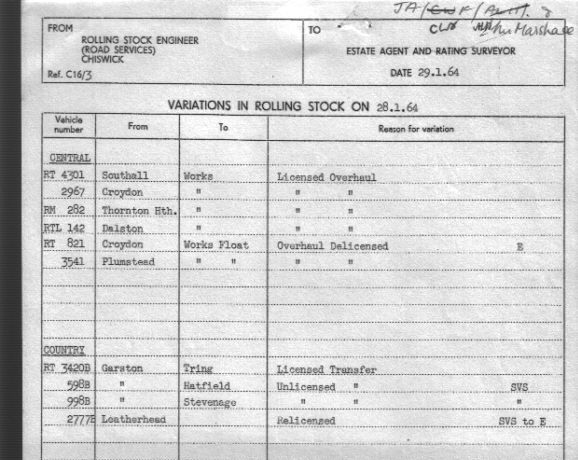 JA/CWF/
FROM
ROLLING STOCK ENGINEER
(ROAD SERVICES)
CHISWICK
Ref. C16/3
TO
Mr Marshall
ESTATE AGENT AND RATING SURVEYOR
DATE 29.1.64
VARIATIONS IN ROLLING STOCK ON 28.1.64
Vehicle number From To Reason for variation
CENTRAL
RT 4301 Southall Works Licensed Overhaul
2967 Croydon " " "
RM 282 Thornton Hth. " " "
RTL 142 Dalston " " "
RT 821 Croydon Works Float Overhaul Delicensed E
3541 Plumstead " " " "
COUNTRY
RT 3420B Garston Tring Licensed Transfer
598B " Hatfield Unlicensed " SVS
998B " Stevenage " " "
2777B Leatherhead Relicensed SVS to E